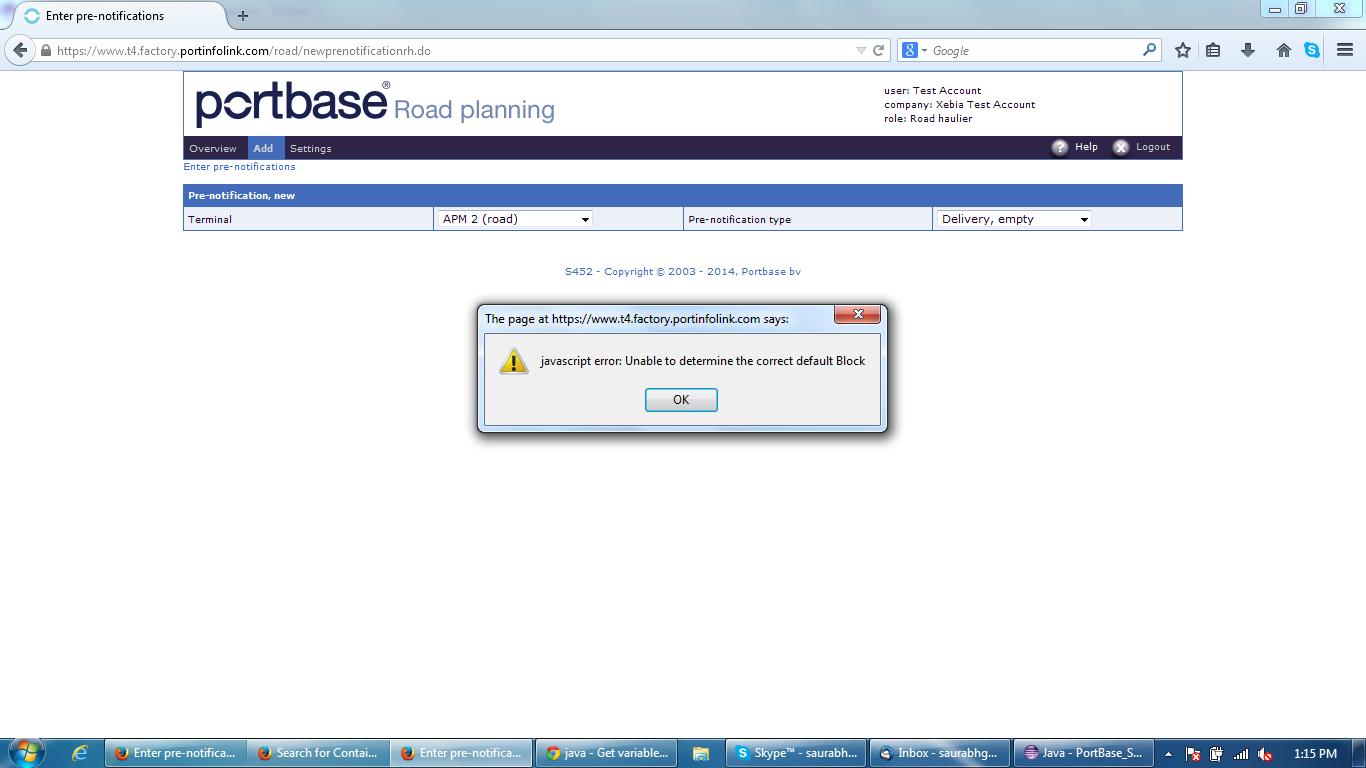 Enter pre-notifications
https://www.t4.factory.portinfolink.com/road/newprenotificationrh.do
Google
portbase® Road planning
user: Test Account
company: Xebia Test Account
role: Road haulier
Overview Add Settings
Help Logout
Enter pre-notifications
Pre-notification, new
Terminal APM 2 (road) Pre-notification type Delivery, empty
S452 - Copyright © 2003 - 2014, Portbase bv
The page at https://www.t4.factory.portinfolink.com says:
javascript error: Unable to determine the correct default Block
OK
Enter pre-notifica... Search for Contai... Enter pre-notifica... java - Get variable... Skype™ - saurabh... Inbox - saurabhg... Java - PortBase_S... 1:15 PM